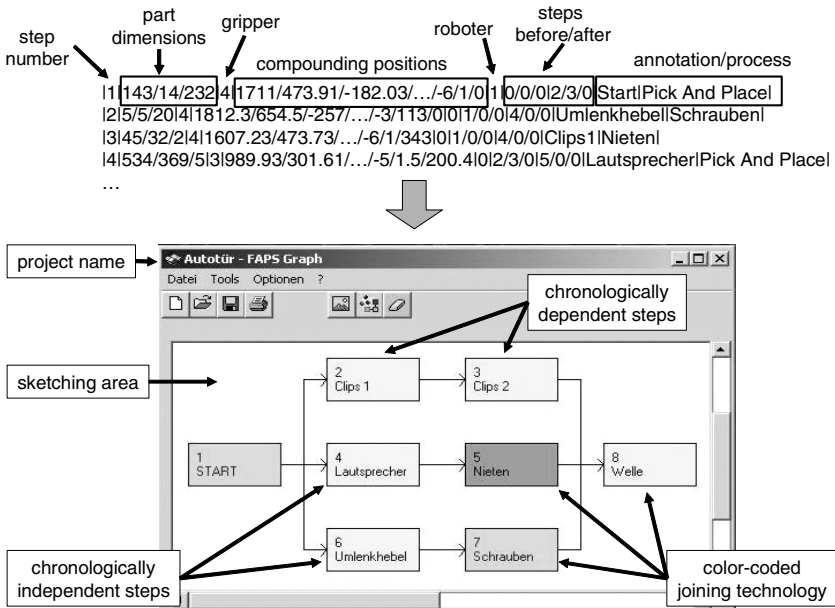 part
dimensions
step
number
gripper
compounding positions
roboter
steps
before/after
annotation/process
|1|143/14/232|4|1711/473.91/-182.03/…/-6/1/0|1|0/0/0|2/3/0|Start|Pick And Place|
|2|5/5/20|4|1812.3/654.5/-257/…/-3/113/0|0|1/0/0|4/0/0|Umlenkhebel|Schrauben|
|3|45/32/2|4|1607.23/473.73/…/-6/1/343|0|1/0/0|4/0/0|Clips1|Nieten|
|4|534/369/5|3|989.93/301.61/…/-5/1.5/200.4|0|2/3/0|5/0/0|Lautsprecher|Pick And Place|
…
project name
Autotür - FAPS Graph
Datei Tools Optionen ?
chronologically
dependent steps
sketching area
2
Clips 1
3
Clips 2
1
START
4
Lautsprecher
5
Nieten
8
Welle
6
Umlenkhebel
7
Schrauben
chronologically
independent steps
color-coded
joining technology